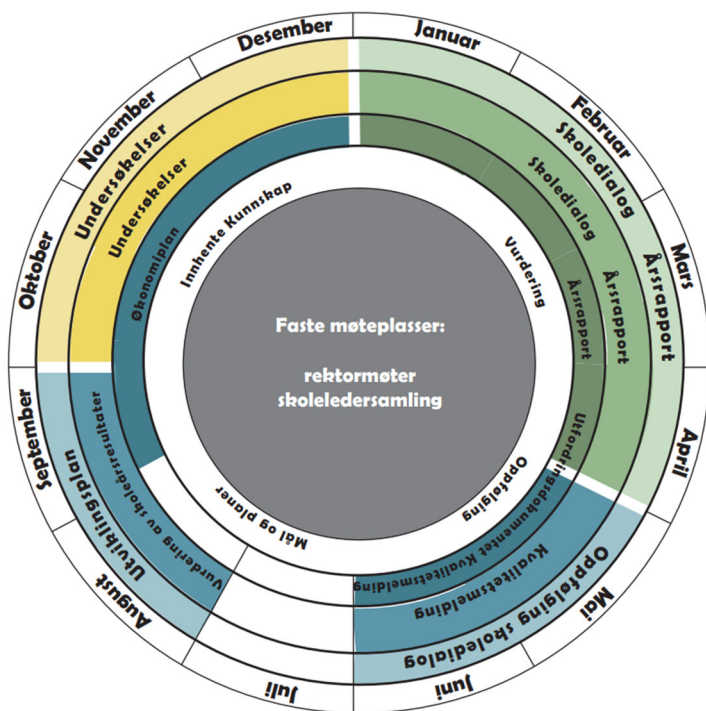 Januar
Februar
Mars
April
Mai
Juni
Juli
August
September
Oktober
November
Desember
Skoledialog
Årsrapport
Oppfølging skoledialog
Utviklingsplan
Undersøkelser
Skoledialog
Årsrapport
Kvalitetsmelding
Vurdering av skoleårsresultater
Undersøkelser
Årsrapport
Utfordringsdokumentet
Kvalitetsmelding
Økonomiplan
Vurdering
Oppfølging
Mål og planer
Innhente Kunnskap
Faste møteplasser:
rektormøter
skoleledersamling